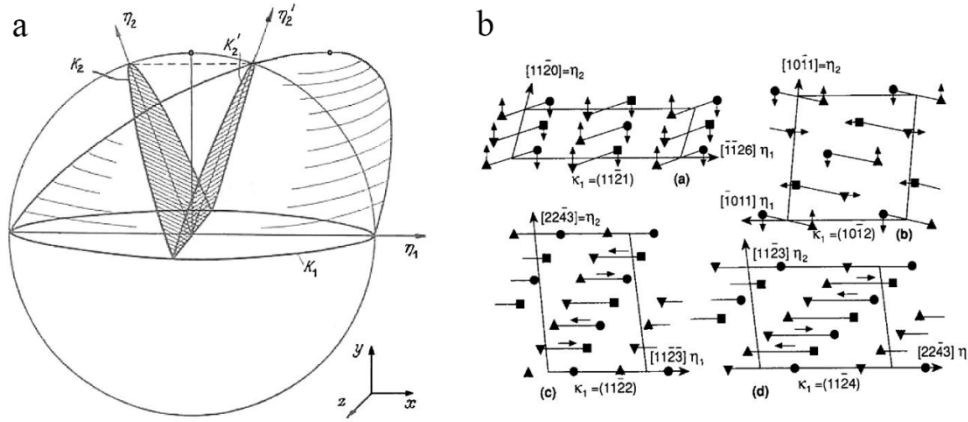 a
η₂
η₂′
K₂
K₂′
η₁
K₁
y
x
z
b
[112̄0]=η₂
[1̄1̄26] η₁
κ₁ =(112̄1)
(a)
[101̄1]=η₂
[1̄011] η₁
κ₁ =(101̄2)
(b)
[224̄3]=η₂
[112̄3̄] η₁
κ₁ =(112̄2)
(c)
[112̄3] η₂
[224̄3] η
κ₁ =(112̄4)
(d)